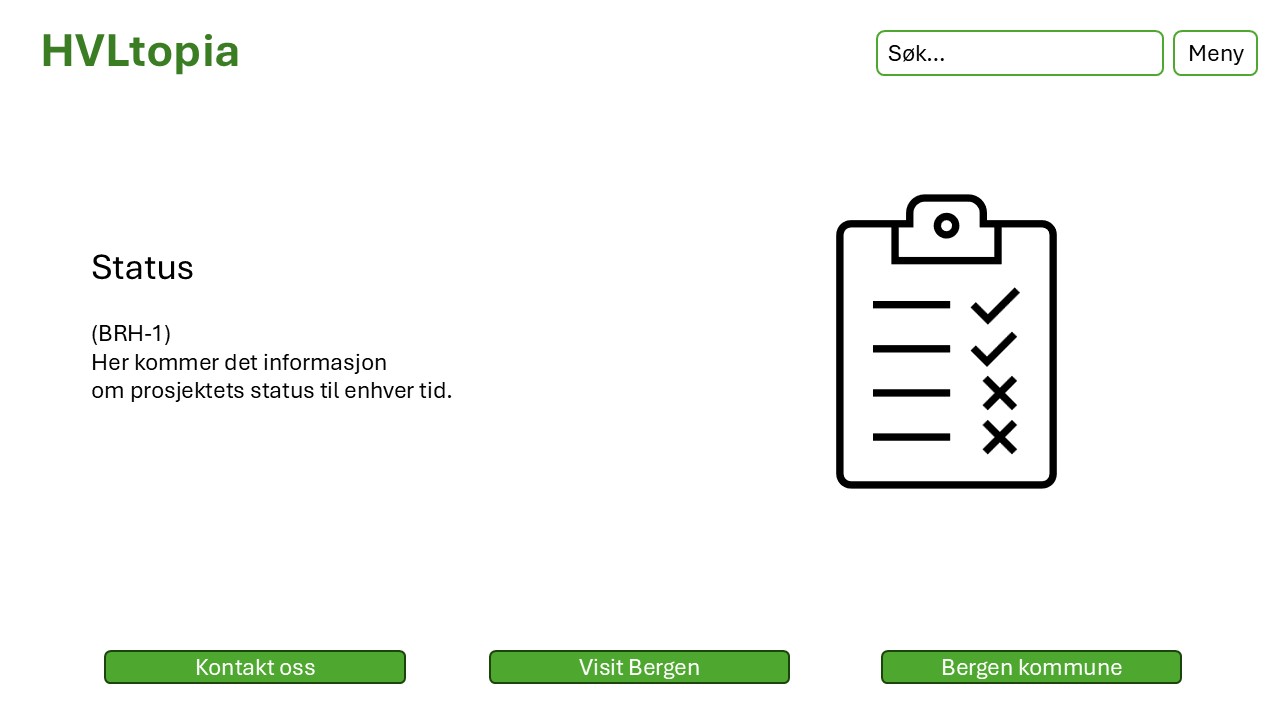 HVLtopia
Søk...
Meny
Status
(BRH-1)
Her kommer det informasjon
om prosjektets status til enhver tid.
Kontakt oss
Visit Bergen
Bergen kommune